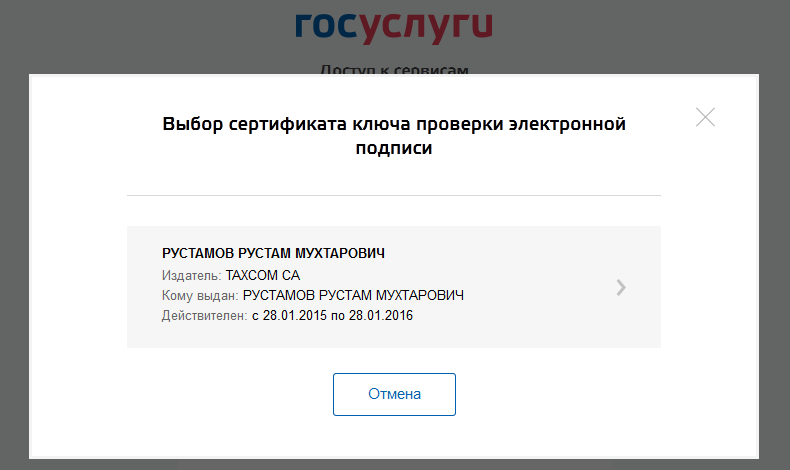 госуслуги
Доступ к сервисам
Выбор сертификата ключа проверки электронной
подписи
РУСТАМОВ РУСТАМ МУХТАРОВИЧ
Издатель: TAXCOM CA
Кому выдан: РУСТАМОВ РУСТАМ МУХТАРОВИЧ
Действителен: с 28.01.2015 по 28.01.2016
Отмена